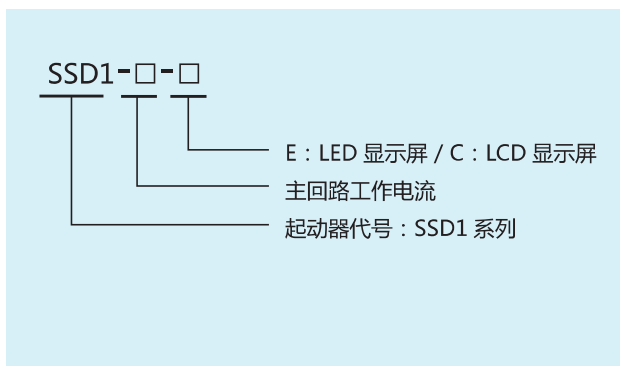 SSD1-□-□
E：LED 显示屏 / C：LCD 显示屏
主回路工作电流
起动器代号：SSD1 系列